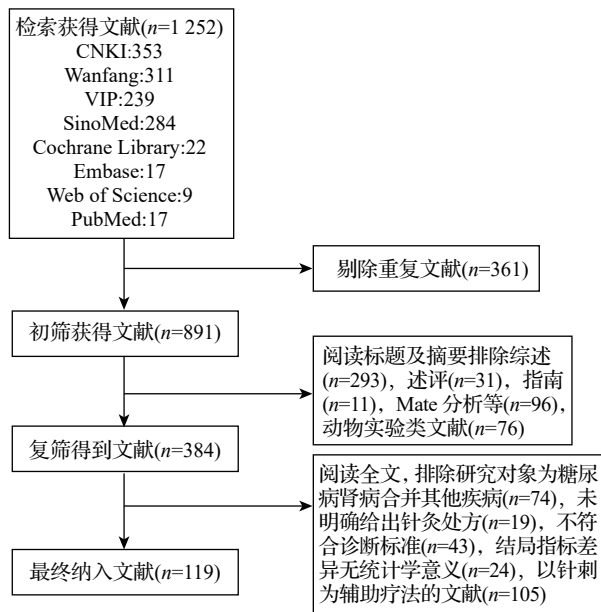 检索获得文献(n=1 252)
CNKI:353
Wanfang:311
VIP:239
SinoMed:284
Cochrane Library:22
Embase:17
Web of Science:9
PubMed:17
剔除重复文献(n=361)
初筛获得文献(n=891)
阅读标题及摘要排除综述
(n=293)，述评(n=31)，指南
(n=11)，Mate 分析等(n=96)，
动物实验类文献(n=76)
复筛得到文献(n=384)
阅读全文，排除研究对象为糖尿
病肾病合并其他疾病(n=74)，未
明确给出针灸处方(n=19)，不符
合诊断标准(n=43)，结局指标差
异无统计学意义(n=24)，以针刺
为辅助疗法的文献(n=105)
最终纳入文献(n=119)